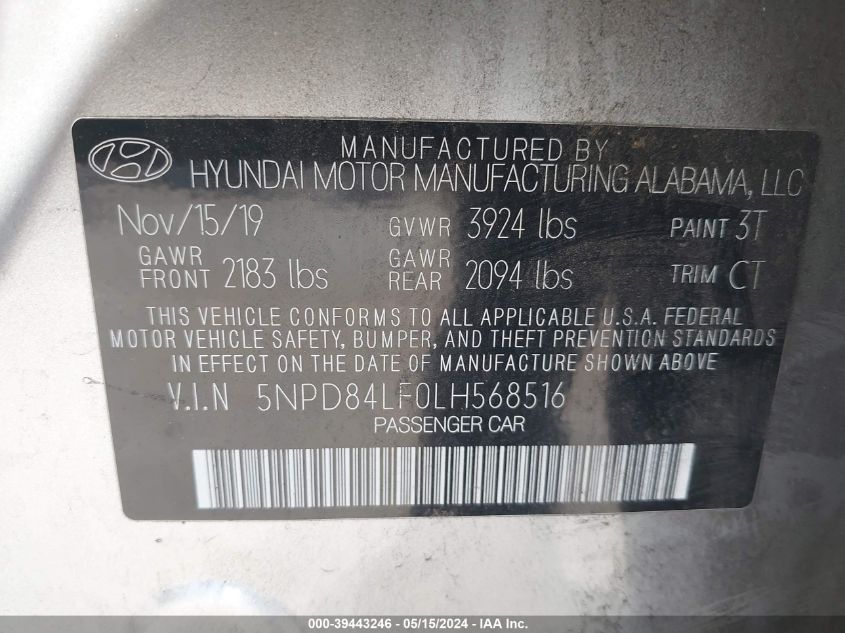 MANUFACTURED BY
HYUNDAI MOTOR MANUFACTURING ALABAMA, LLC
Nov/15/19 GVWR 3924 lbs PAINT 3T
GAWR FRONT 2183 lbs GAWR REAR 2094 lbs TRIM CT
THIS VEHICLE CONFORMS TO ALL APPLICABLE U.S.A. FEDERAL
MOTOR VEHICLE SAFETY, BUMPER, AND THEFT PREVENTION STANDARDS
IN EFFECT ON THE DATE OF MANUFACTURE SHOWN ABOVE
V.I.N 5NPD84LF0LH568516
PASSENGER CAR
000-39443246 - 05/15/2024 - IAA Inc.